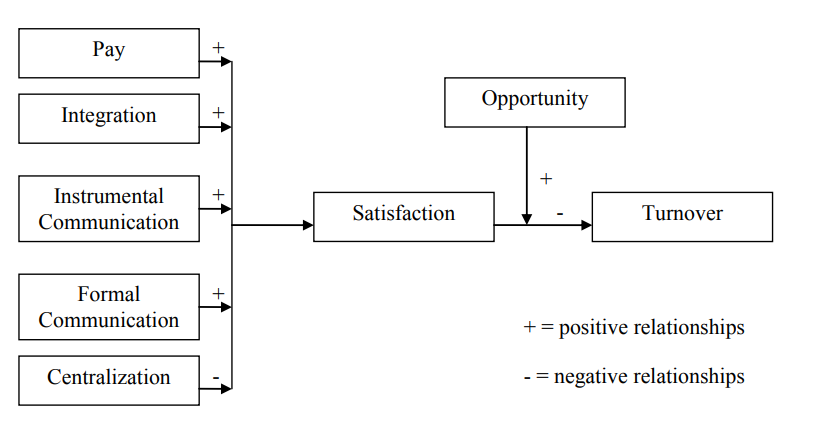 Pay
+
Integration
+
Instrumental
Communication
+
Formal
Communication
+
Centralization
-
Satisfaction
Opportunity
+
-
Turnover
+ = positive relationships
- = negative relationships